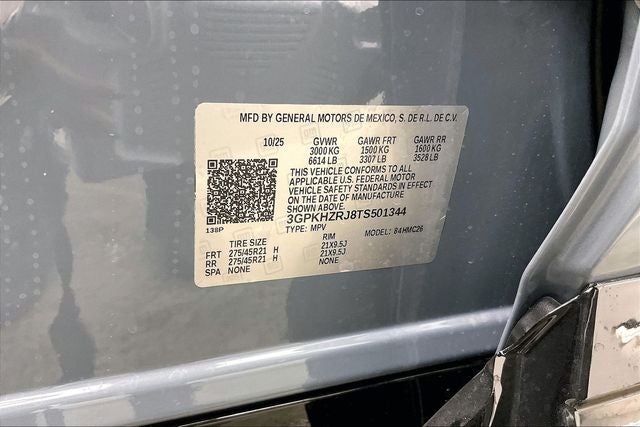 MFD BY GENERAL MOTORS DE MEXICO, S. DE R.L. DE C.V.
10/25 GVWR GAWR FRT GAWR RR
3000 KG 1500 KG 1600 KG
6614 LB 3307 LB 3528 LB
THIS VEHICLE CONFORMS TO ALL
APPLICABLE U.S. FEDERAL MOTOR
VEHICLE SAFETY STANDARDS IN EFFECT
ON THE DATE OF MANUFACTURE
SHOWN ABOVE.
3GPKHZRJ8TS501344
138P TYPE: MPV MODEL: 84HMC26
TIRE SIZE RIM
FRT 275/45R21 H 21X9.5J
RR 275/45R21 H 21X9.5J
SPA NONE NONE